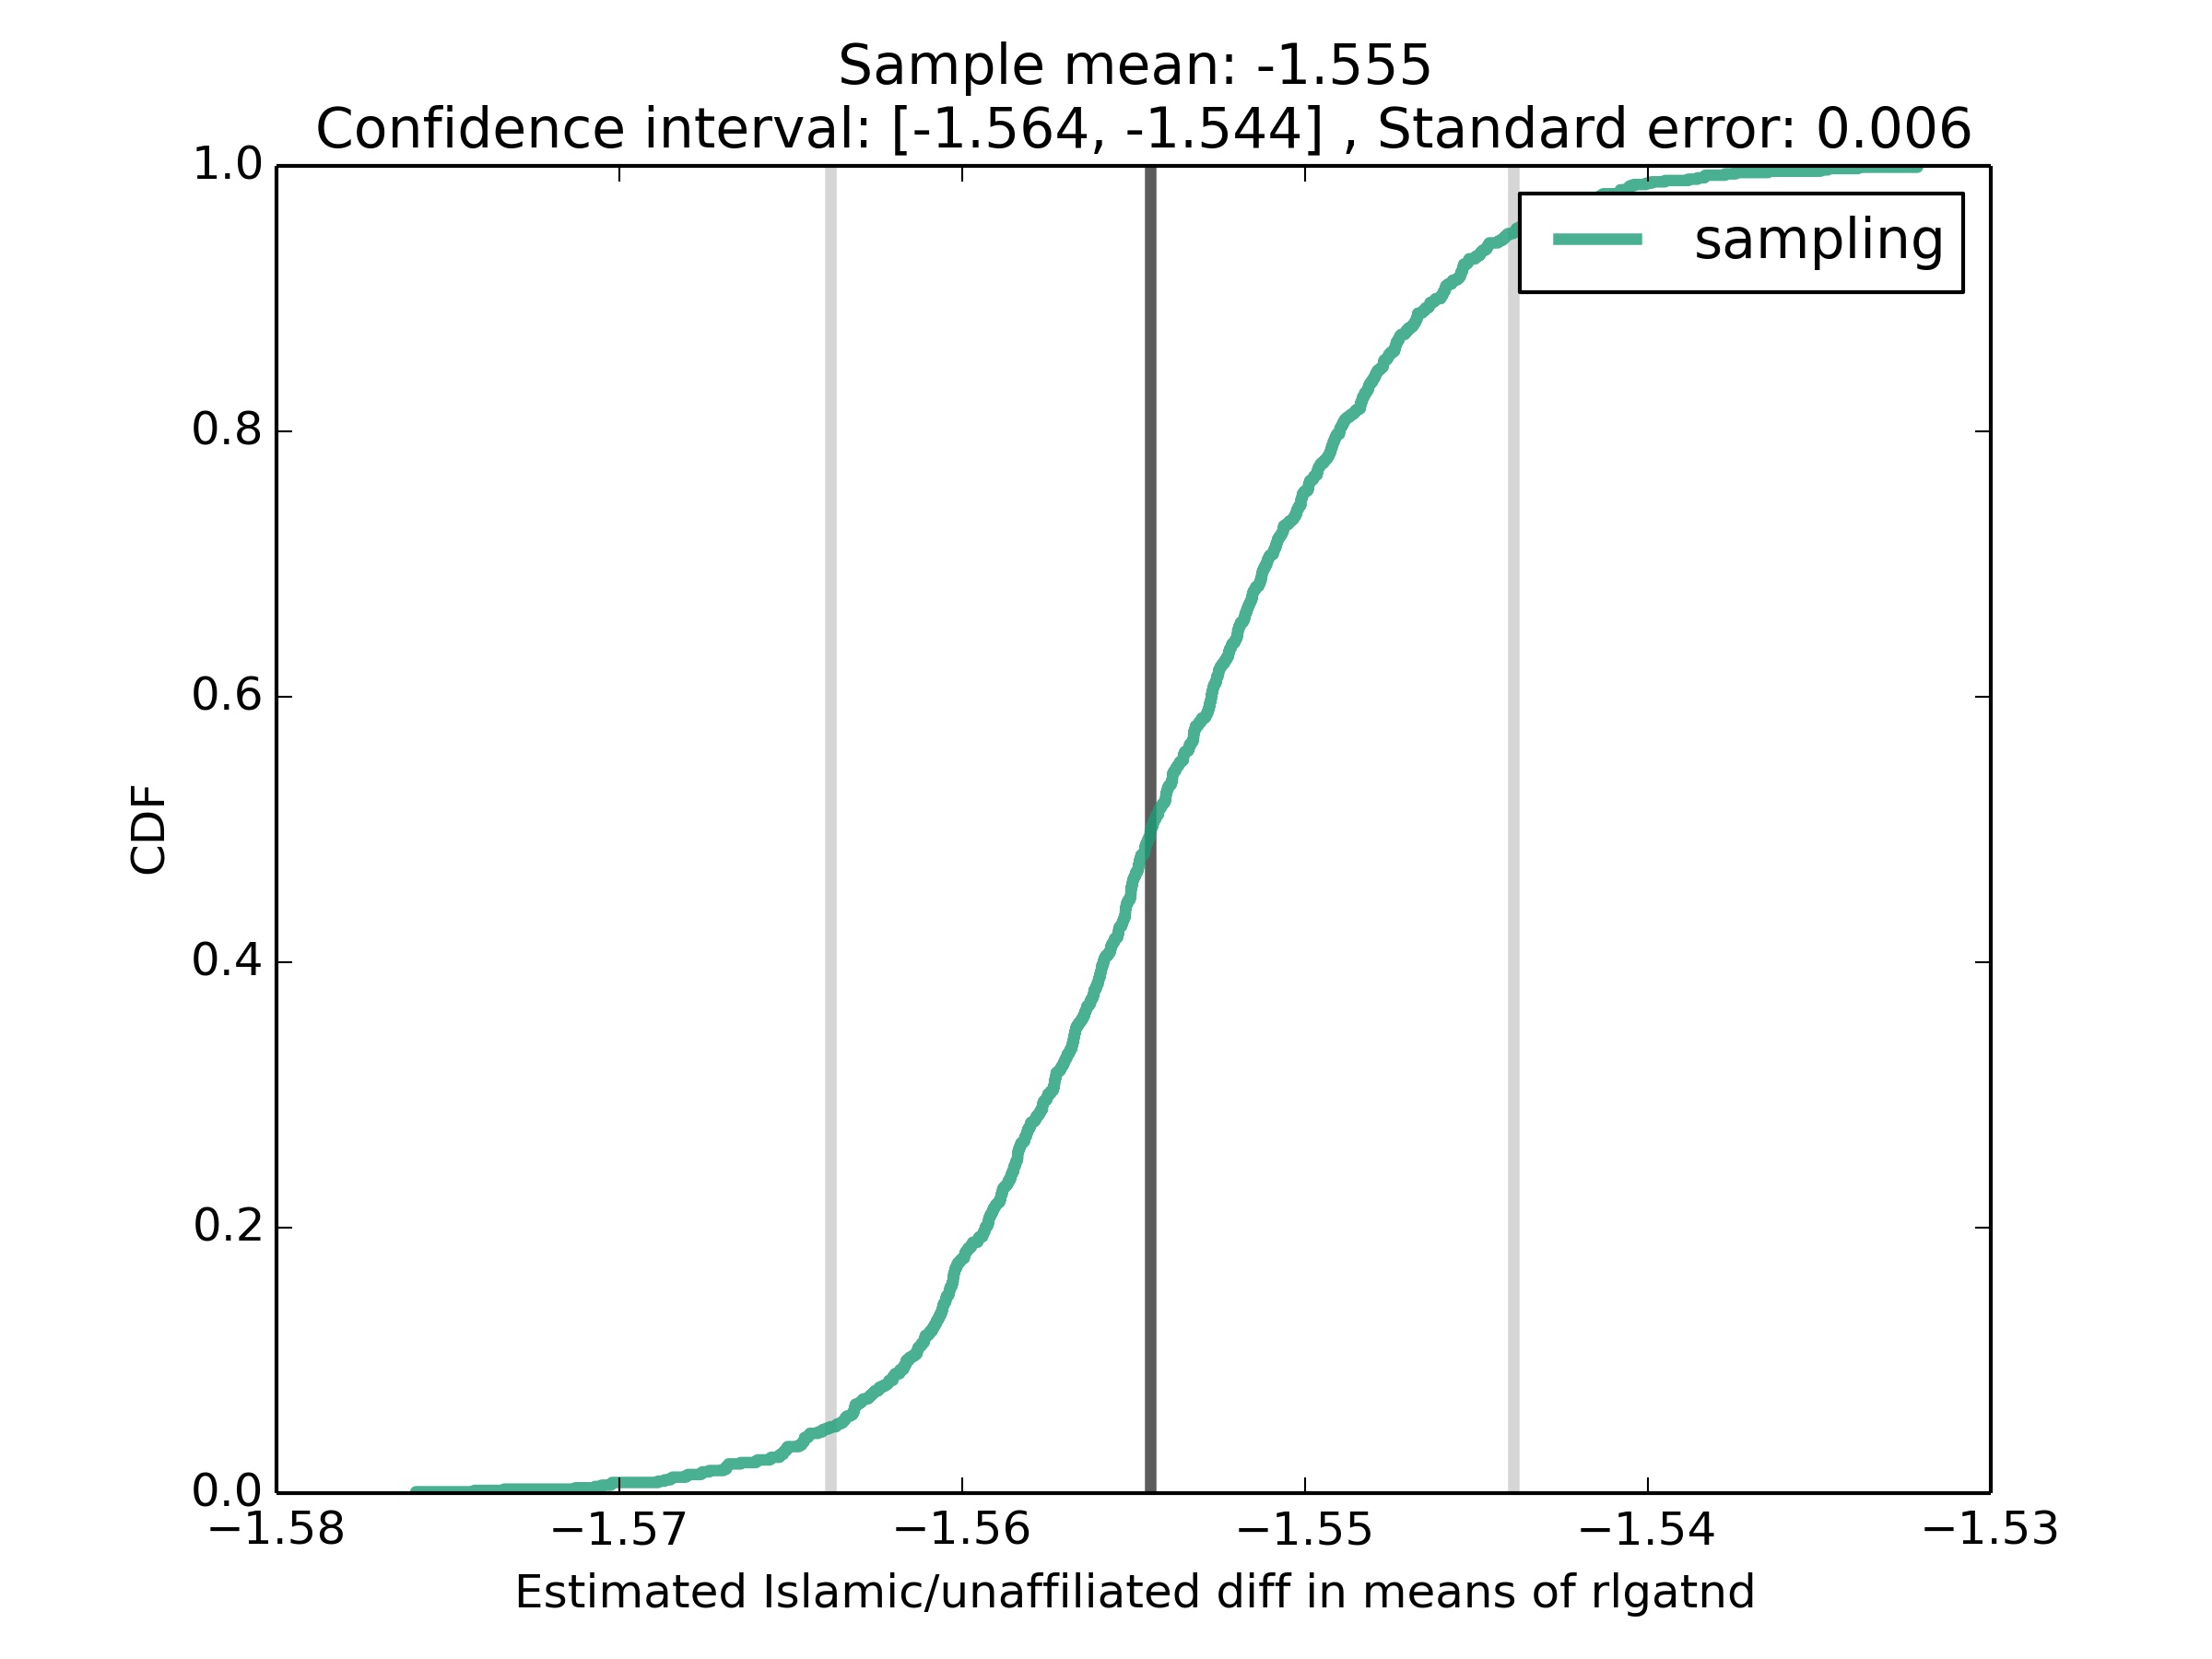 Sample mean: -1.555
Confidence interval: [-1.564, -1.544] , Standard error: 0.006
1.0
0.8
0.6
0.4
0.2
0.0
CDF
sampling
−1.58 −1.57 −1.56 −1.55 −1.54 −1.53
Estimated Islamic/unaffiliated diff in means of rlgatnd